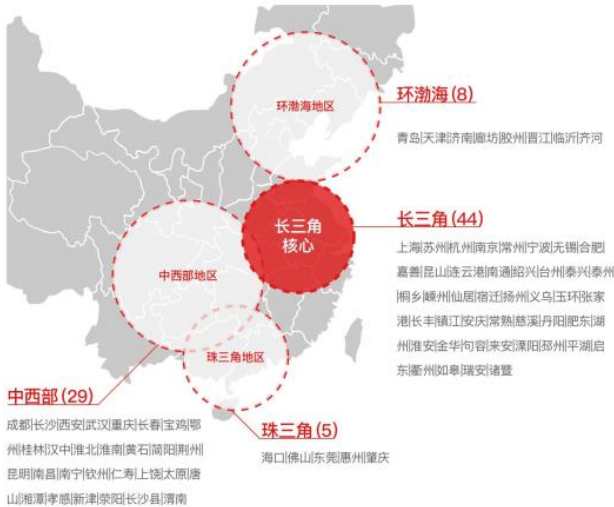 环渤海地区
环渤海(8)
青岛|天津|济南|廊坊|胶州|晋江|临沂|齐河
长三角
核心
长三角(44)
上海|苏州|杭州|南京|常州|宁波|无锡|合肥|
嘉善|昆山|连云港|南通|绍兴|台州|泰兴|泰州
|桐乡|嵊州|仙居|宿迁|扬州|义乌|玉环|张家
港|长丰|镇江|安庆|常熟|慈溪|丹阳|肥东|湖
州|淮安|金华|句容|来安|溧阳|邳州|平湖|启
东|衢州|如皋|瑞安|诸暨
中西部地区
珠三角地区
中西部(29)
成都|长沙|西安|武汉|重庆|长春|宝鸡|鄂
州|桂林|汉中|淮北|淮南|黄石|简阳|荆州|
昆明|南昌|南宁|钦州|仁寿|上饶|太原|唐
山|湘潭|孝感|新津|荥阳|长沙县|渭南
珠三角(5)
海口|佛山|东莞|惠州|肇庆